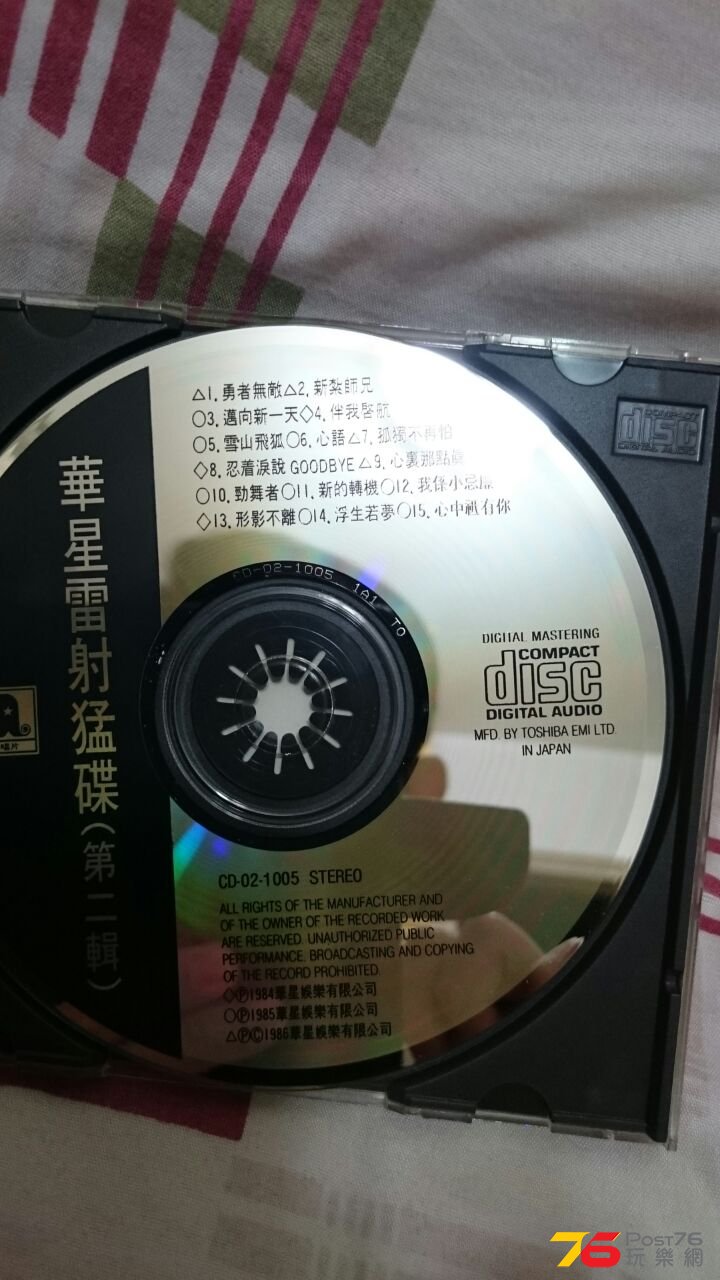 △1. 勇者無敵△2. 新紮師兄
○3. 邁向新一天◇4. 伴我啓航
○5. 雪山飛狐○6. 心語△7. 孤獨不再怕
◇8. 忍着淚說 GOODBYE △9. 心裏那點眞
○10. 勁舞者○11. 新的轉機○12. 我係小忌廉
◇13. 形影不離○14. 浮生若夢○15. 心中祇有你
華星雷射猛碟(第二輯)
唱片
CD-02-1005 1A1 TO
DIGITAL MASTERING
COMPACT
disc
DIGITAL AUDIO
MFD. BY TOSHIBA EMI LTD.
IN JAPAN
CD-02-1005 STEREO
ALL RIGHTS OF THE MANUFACTURER AND
OF THE OWNER OF THE RECORDED WORK
ARE RESERVED. UNAUTHORIZED PUBLIC
PERFORMANCE, BROADCASTING AND COPYING
OF THE RECORD PROHIBITED.
◇Ⓟ1984華星娛樂有限公司
○Ⓟ1985華星娛樂有限公司
△ⓅⒸ1986華星娛樂有限公司
COMPACT
disc
DIGITAL AUDIO
76 Post76
玩樂網